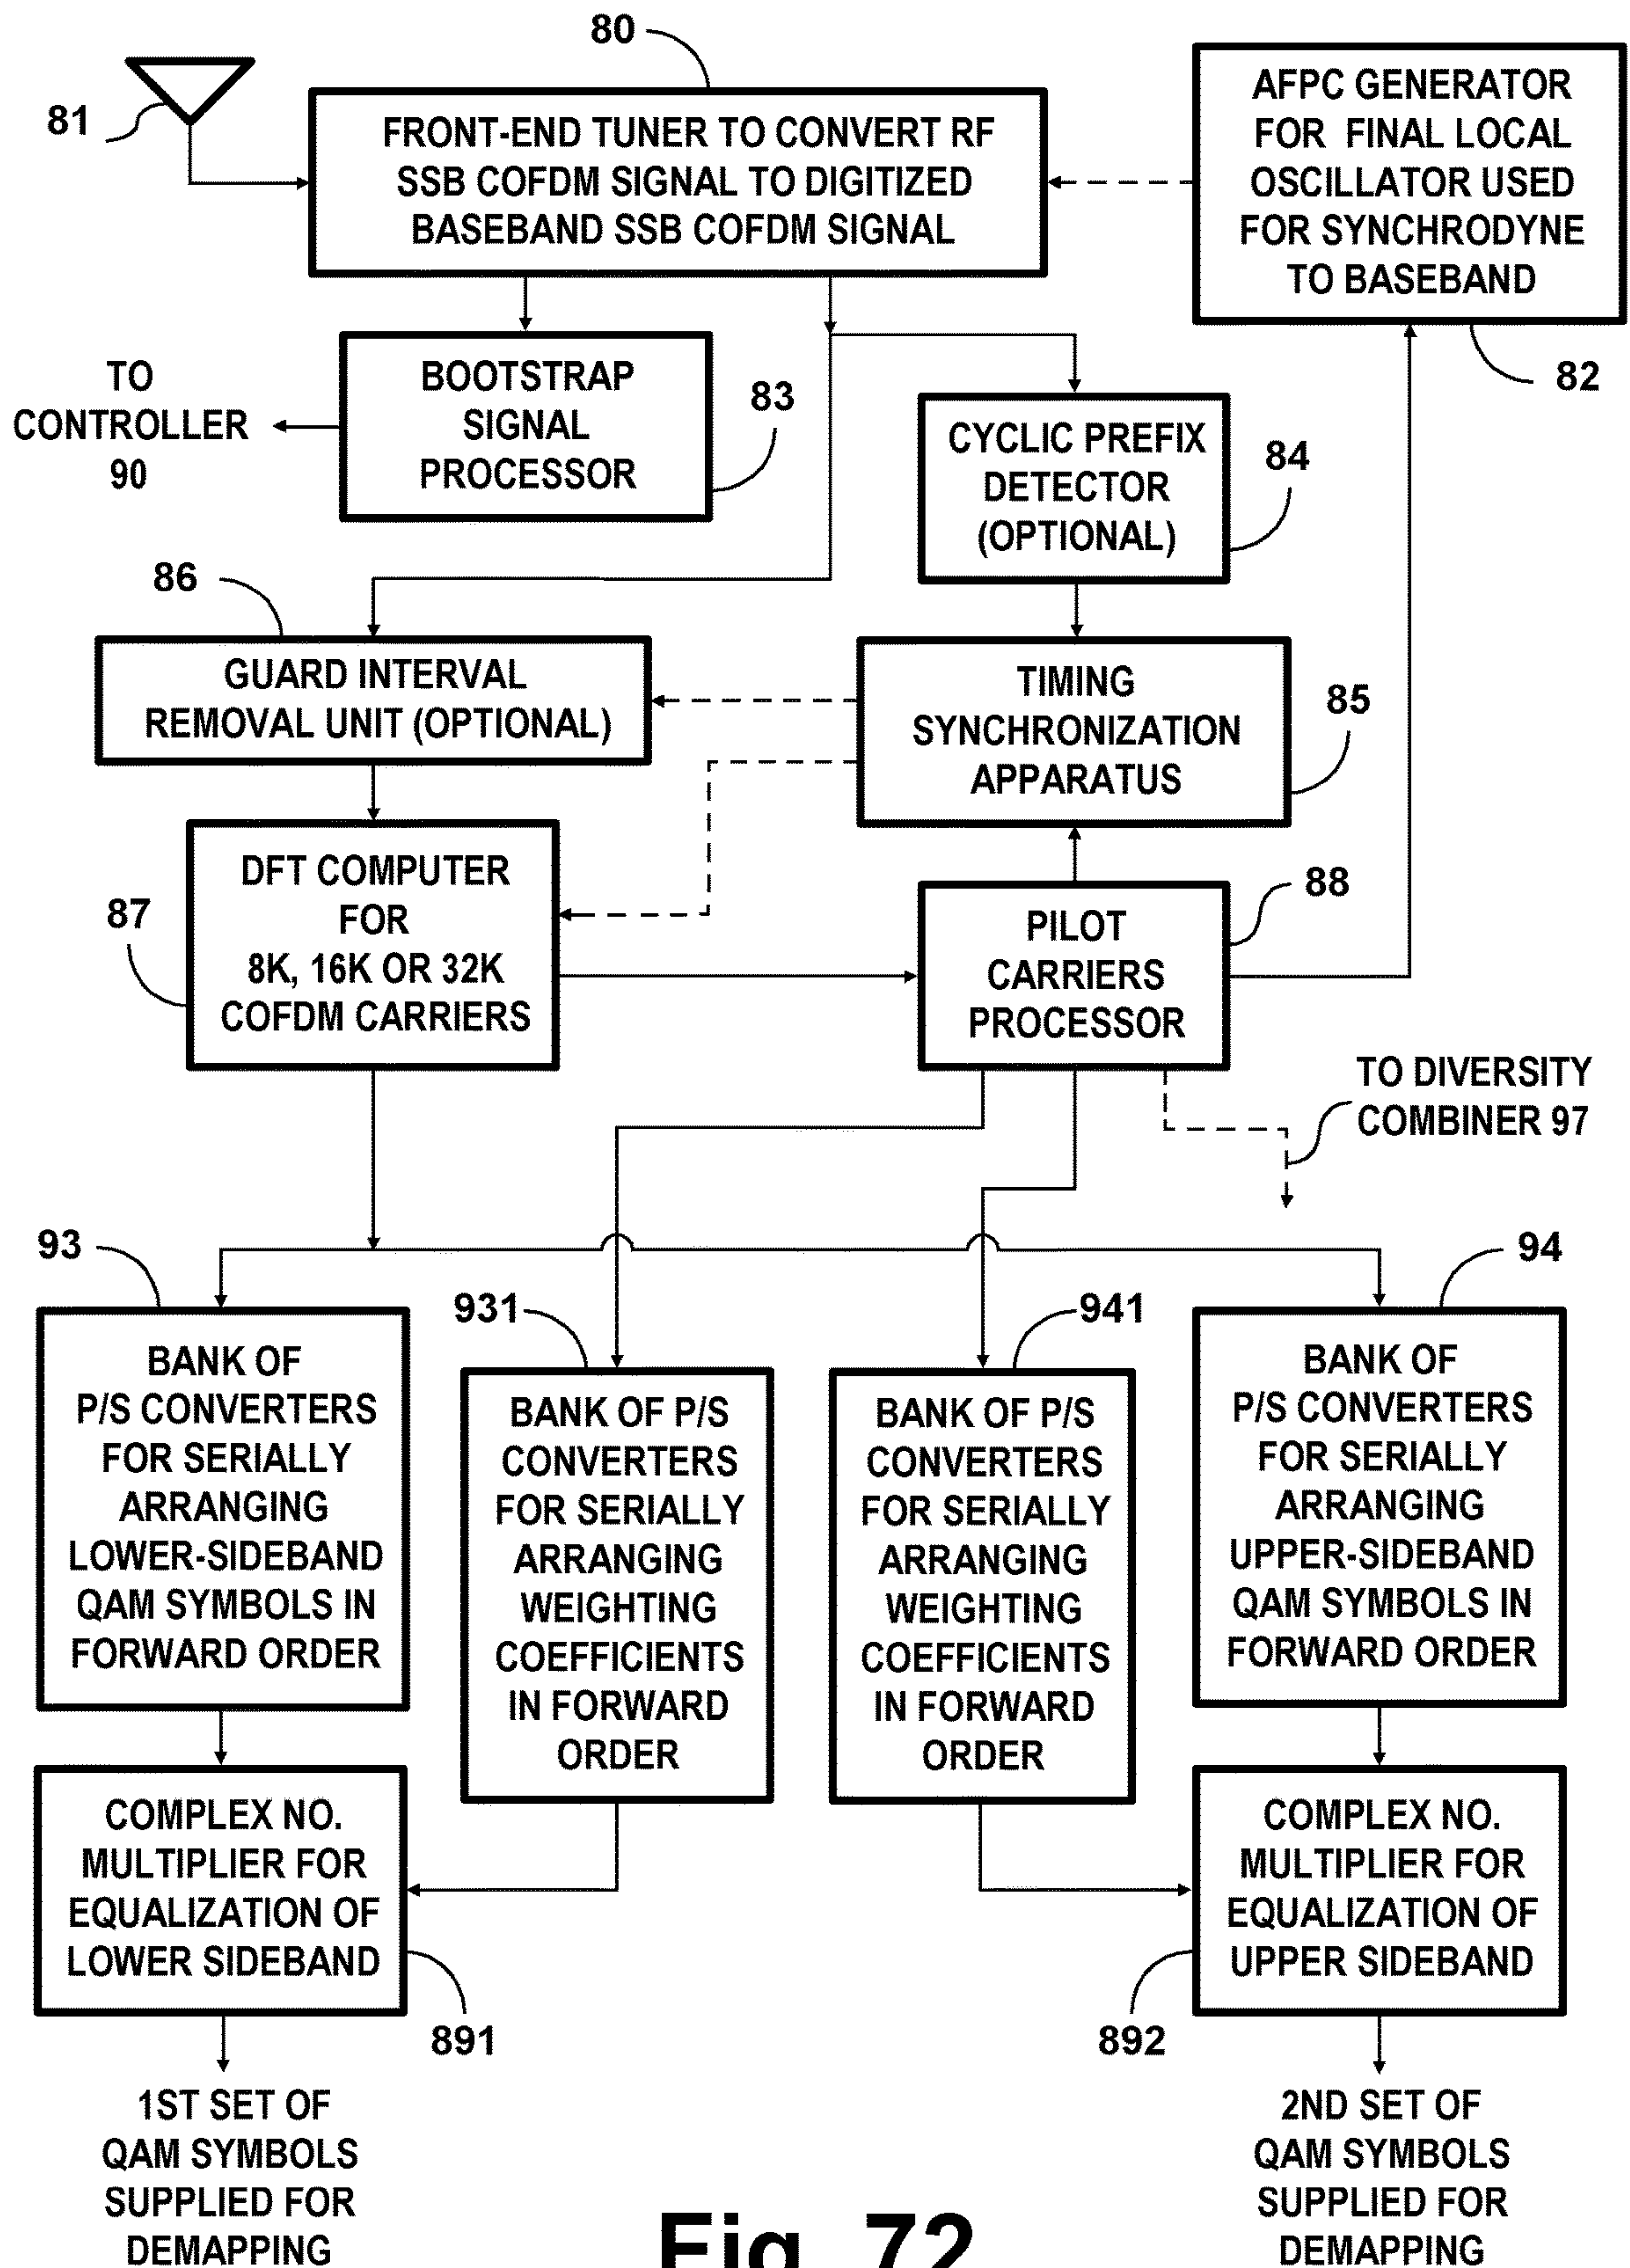 80
81
FRONT-END TUNER TO CONVERT RF
SSB COFDM SIGNAL TO DIGITIZED
BASEBAND SSB COFDM SIGNAL
AFPC GENERATOR
FOR FINAL LOCAL
OSCILLATOR USED
FOR SYNCHRODYNE
TO BASEBAND
82
TO
CONTROLLER
90
BOOTSTRAP
SIGNAL
PROCESSOR
83
CYCLIC PREFIX
DETECTOR
(OPTIONAL)
84
86
GUARD INTERVAL
REMOVAL UNIT (OPTIONAL)
TIMING
SYNCHRONIZATION
APPARATUS
85
87
DFT COMPUTER
FOR
8K, 16K OR 32K
COFDM CARRIERS
88
PILOT
CARRIERS
PROCESSOR
TO DIVERSITY
COMBINER 97
93
BANK OF
P/S CONVERTERS
FOR SERIALLY
ARRANGING
LOWER-SIDEBAND
QAM SYMBOLS IN
FORWARD ORDER
931
BANK OF P/S
CONVERTERS
FOR SERIALLY
ARRANGING
WEIGHTING
COEFFICIENTS
IN FORWARD
ORDER
941
BANK OF P/S
CONVERTERS
FOR SERIALLY
ARRANGING
WEIGHTING
COEFFICIENTS
IN FORWARD
ORDER
94
BANK OF
P/S CONVERTERS
FOR SERIALLY
ARRANGING
UPPER-SIDEBAND
QAM SYMBOLS IN
FORWARD ORDER
COMPLEX NO.
MULTIPLIER FOR
EQUALIZATION OF
LOWER SIDEBAND
891
COMPLEX NO.
MULTIPLIER FOR
EQUALIZATION OF
UPPER SIDEBAND
892
1ST SET OF
QAM SYMBOLS
SUPPLIED FOR
DEMAPPING
2ND SET OF
QAM SYMBOLS
SUPPLIED FOR
DEMAPPING
Fig. 72